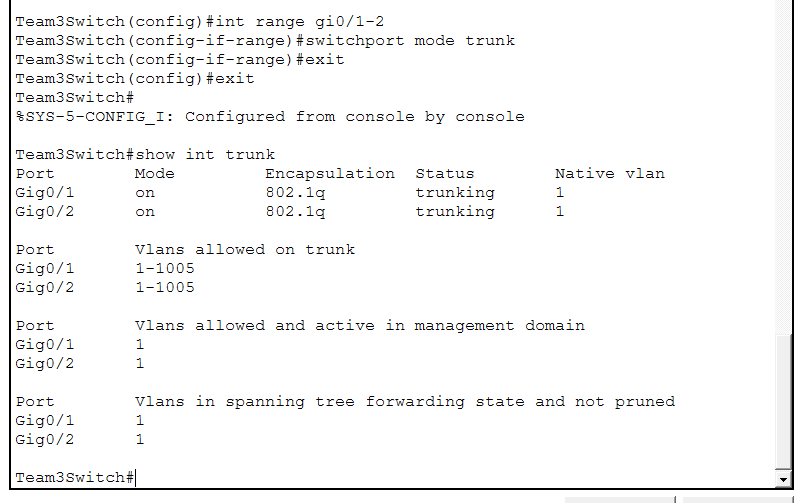 Team3Switch(config)#int range gi0/1-2
Team3Switch(config-if-range)#switchport mode trunk
Team3Switch(config-if-range)#exit
Team3Switch(config)#exit
Team3Switch#
%SYS-5-CONFIG_I: Configured from console by console
Team3Switch#show int trunk
Port        Mode         Encapsulation  Status        Native vlan
Gig0/1      on           802.1q         trunking      1
Gig0/2      on           802.1q         trunking      1
Port        Vlans allowed on trunk
Gig0/1      1-1005
Gig0/2      1-1005
Port        Vlans allowed and active in management domain
Gig0/1      1
Gig0/2      1
Port        Vlans in spanning tree forwarding state and not pruned
Gig0/1      1
Gig0/2      1
Team3Switch#